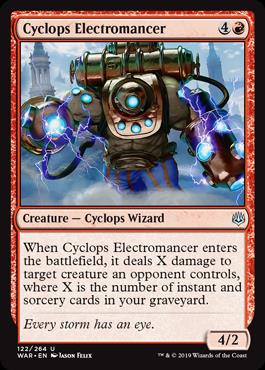 Cyclops Electromancer 4
Creature — Cyclops Wizard
When Cyclops Electromancer enters
the battlefield, it deals X damage to
target creature an opponent controls,
where X is the number of instant and
sorcery cards in your graveyard.
Every storm has an eye.
4/2
122/264 U
WAR • EN Jason Felix
™ & © 2019 Wizards of the Coast